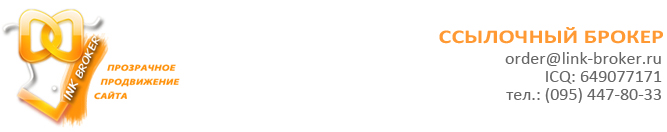 LINK BROKER
ПРОЗРАЧНОЕ
ПРОДВИЖЕНИЕ
САЙТА
ССЫЛОЧНЫЙ БРОКЕР
order@link-broker.ru
ICQ: 649077171
тел.: (095) 447-80-33